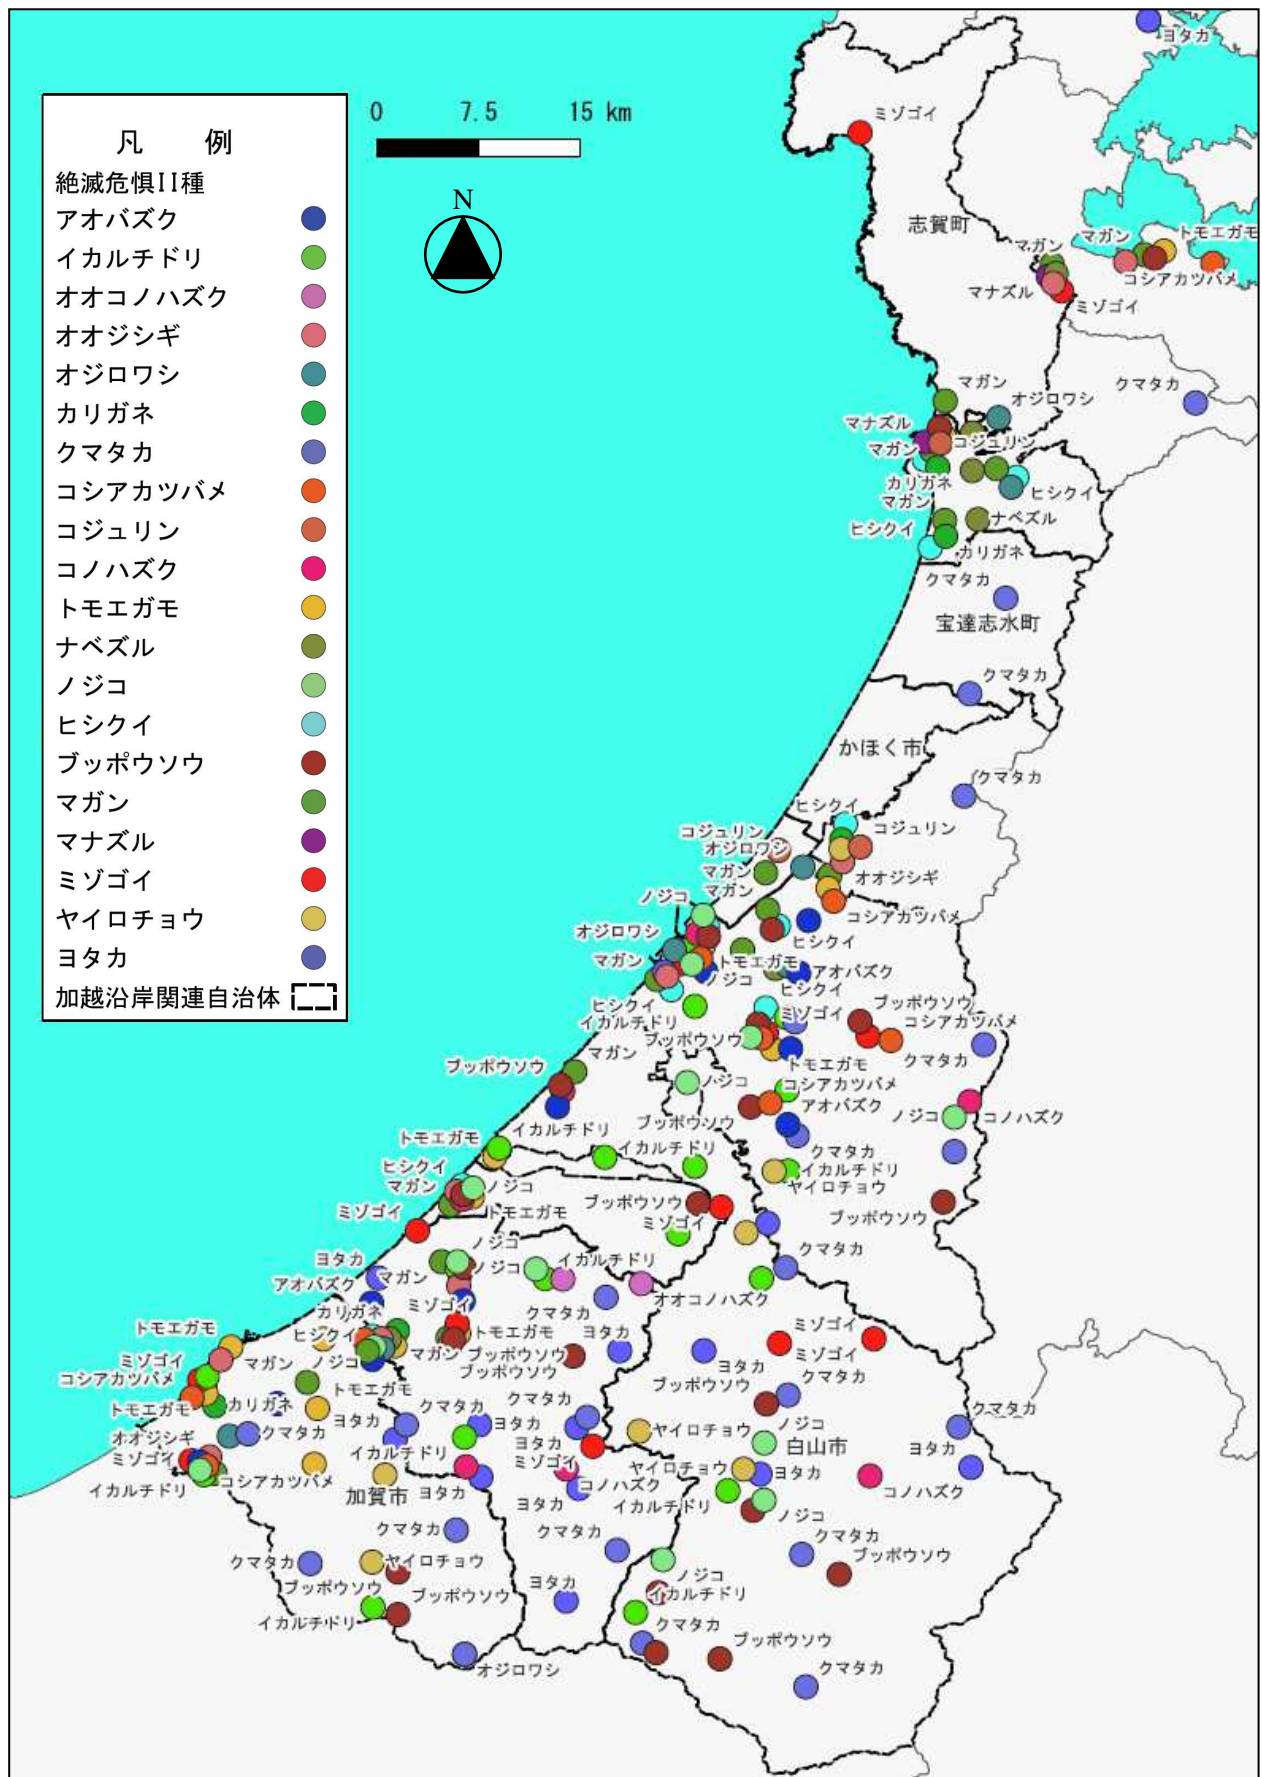 0 7.5 15 km
N
凡 例
絶滅危惧II種
アオバズク
イカルチドリ
オオコノハズク
オオジシギ
オジロワシ
カリガネ
クマタカ
コシアカツバメ
コジュリン
コノハズク
トモエガモ
ナベズル
ノジコ
ヒシクイ
ブッポウソウ
マガン
マナズル
ミゾゴイ
ヤイロチョウ
ヨタカ
加越沿岸関連自治体
ヨタカ
ミゾゴイ
志賀町
マガン
マガン
トモエガモ
マナズル
コシアカツバメ
ミゾゴイ
マガン
クマタカ
オジロワシ
マナズル
コジュリン
マガン
カリガネ
ヒシクイ
マガン
ナベズル
ヒシクイ
カリガネ
クマタカ
宝達志水町
クマタカ
かほく市
クマタカ
ヒシクイ
コジュリン
コジュリン
オジロワシ
マガン
オオジシギ
マガン
ノジコ
コシアカツバメ
オジロワシ
ヒシクイ
マガン
トモエガモ
アオバズク
ノジコ
ヒシクイ
ヒシクイ
ブッポウソウ
ミゾゴイ
イカルチドリ
コシアカツバメ
ブッポウソウ
マガン
クマタカ
ブッポウソウ
トモエガモ
ノジコ
コシアカツバメ
アオバズク
ノジコ
コノハズク
ブッポウソウ
イカルチドリ
トモエガモ
イカルチドリ
クマタカ
ヒシクイ
イカルチドリ
マガン
ノジコ
ヤイロチョウ
ブッポウソウ
ミゾゴイ
トモエガモ
ミゾゴイ
ブッポウソウ
ノジコ
クマタカ
ヨタカ
イカルチドリ
マガン
ノジコ
アオバズク
オオコノハズク
カリガネ
ミゾゴイ
クマタカ
トモエガモ
ヒシクイ
トモエガモ
ヨタカ
ミゾゴイ
ミゾゴイ
マガン
ノジコ
マガン
ブッポウソウ
ミゾゴイ
コシアカツバメ
ブッポウソウ
ヨタカ
トモエガモ
ブッポウソウ
クマタカ
カリガネ
クマタカ
クマタカ
トモエガモ
クマタカ
ヨタカ
ヨタカ
ノジコ
オオジシギ
クマタカ
ヤイロチョウ
白山市
ヨタカ
ヨタカ
ミゾゴイ
イカルチドリ
ミゾゴイ
ヤイロチョウ
ヨタカ
コシアカツバメ
イカルチドリ
コノハズク
コノハズク
加賀市
ヨタカ
ヨタカ
イカルチドリ
ノジコ
クマタカ
クマタカ
クマタカ
クマタカ
ヤイロチョウ
ブッポウソウ
ノジコ
ブッポウソウ
ヨタカ
ブッポウソウ
イカルチドリ
イカルチドリ
クマタカ
ブッポウソウ
オジロワシ
クマタカ